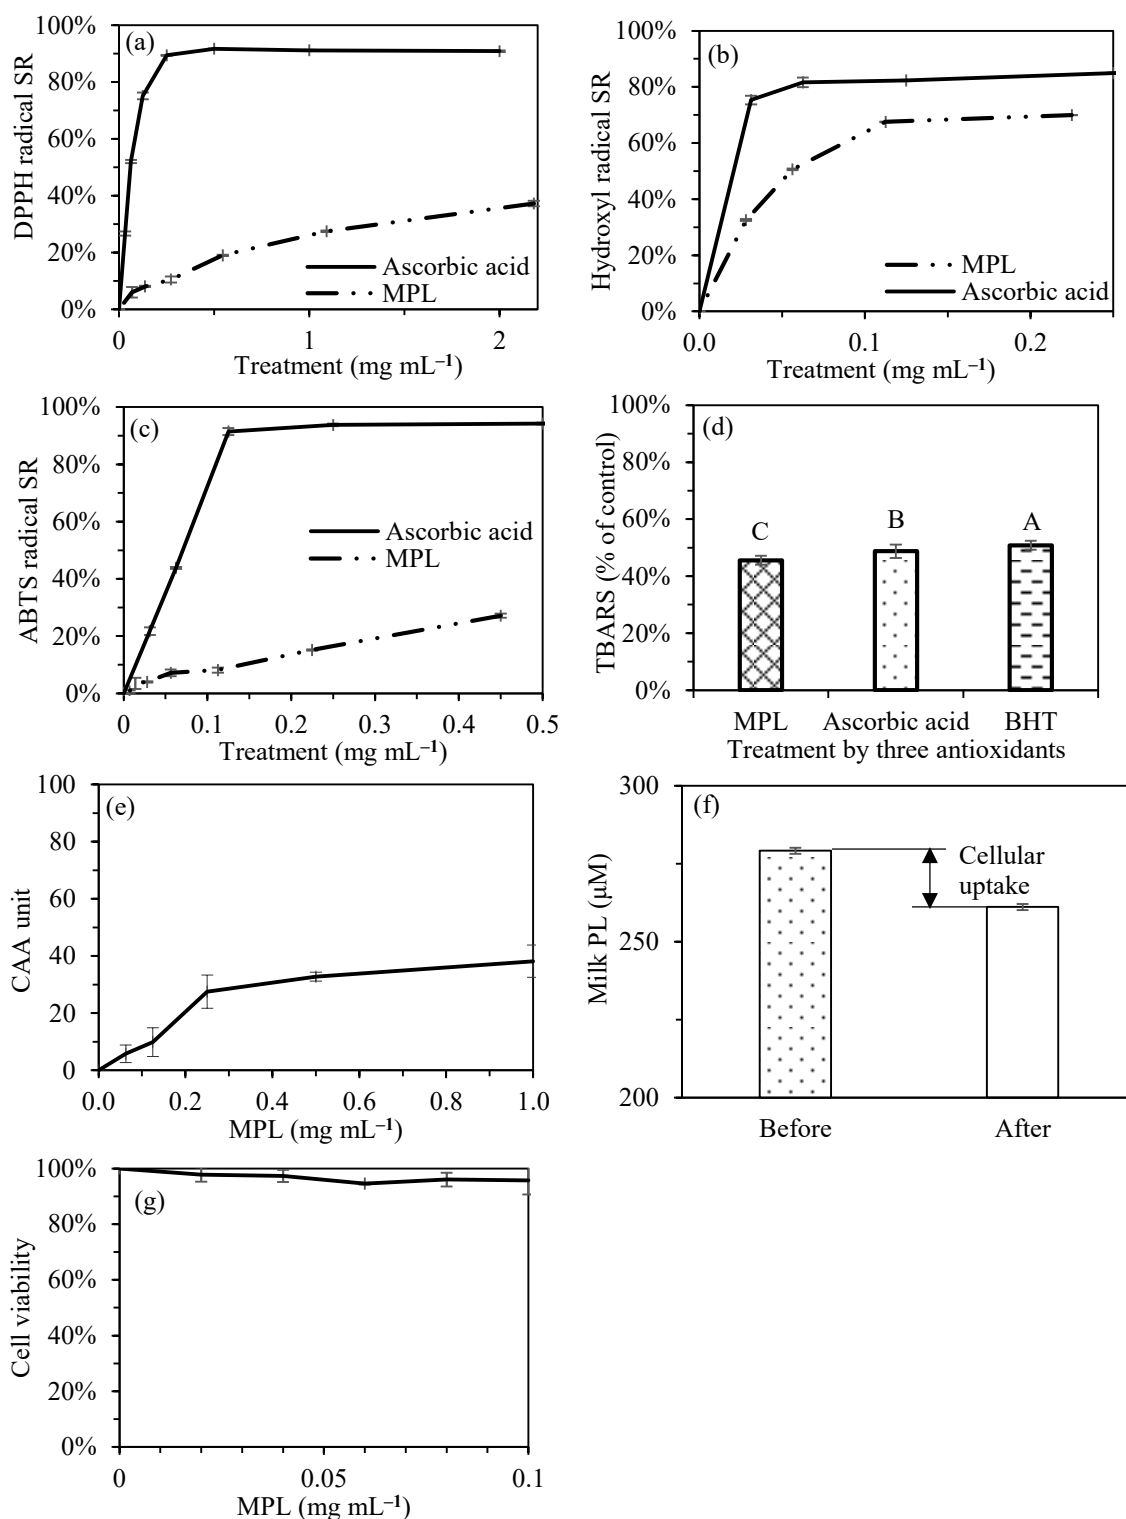 (a)
DPPH radical SR
100%
80%
60%
40%
20%
0%
Ascorbic acid
MPL
0 1 2
Treatment (mg mL⁻¹)
(b)
Hydroxyl radical SR
100%
80%
60%
40%
20%
0%
MPL
Ascorbic acid
0.0 0.1 0.2
Treatment (mg mL⁻¹)
(c)
ABTS radical SR
100%
80%
60%
40%
20%
0%
Ascorbic acid
MPL
0 0.1 0.2 0.3 0.4 0.5
Treatment (mg mL⁻¹)
(d)
TBARS (% of control)
100%
80%
60%
40%
20%
0%
C B A
MPL Ascorbic acid BHT
Treatment by three antioxidants
(e)
CAA unit
100
80
60
40
20
0
0.0 0.2 0.4 0.6 0.8 1.0
MPL (mg mL⁻¹)
(f)
Milk PL (μM)
300
250
200
Cellular
uptake
Before After
(g)
Cell viability
100%
80%
60%
40%
20%
0%
0 0.05 0.1
MPL (mg mL⁻¹)